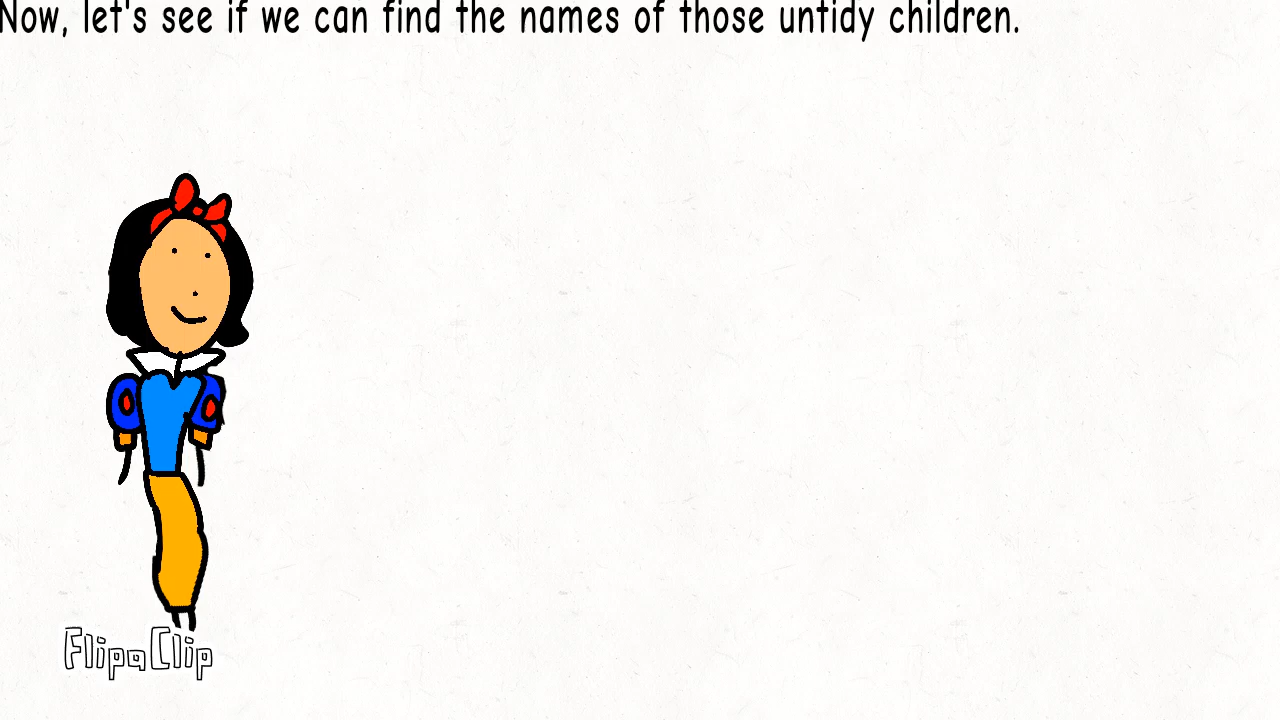 Now, let's see if we can find the names of those untidy children.
FlipaClip